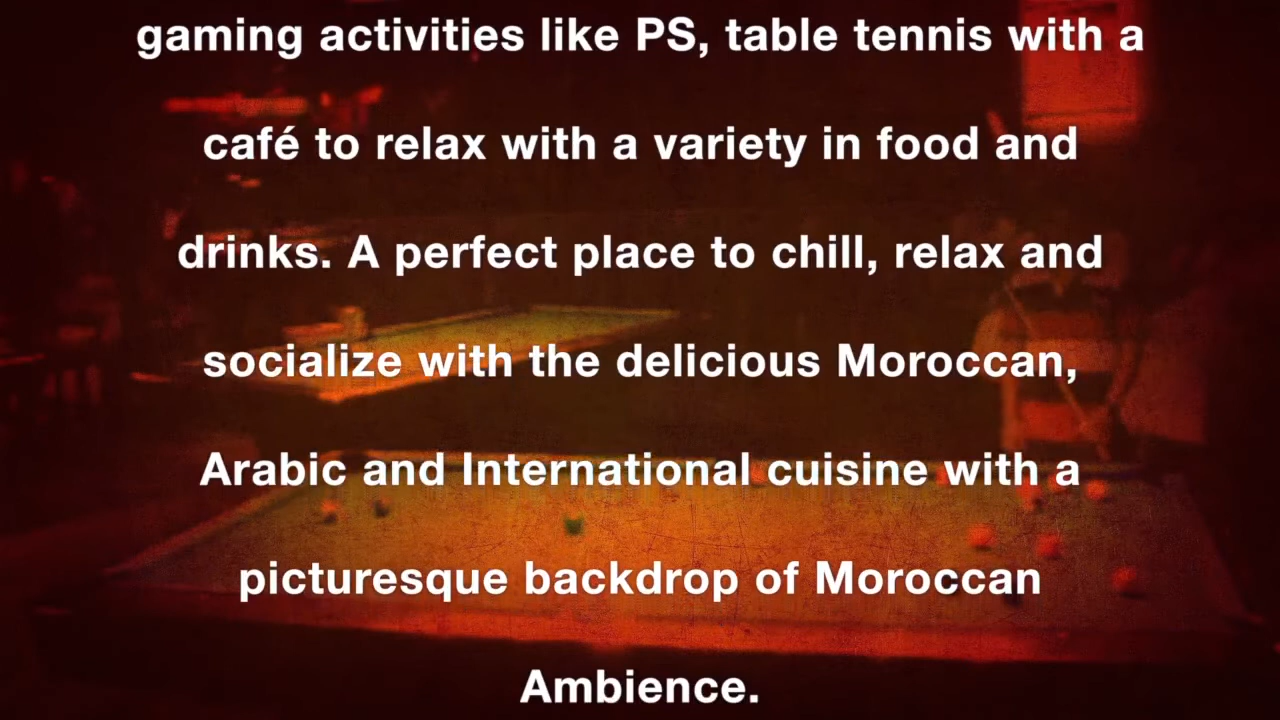 gaming activities like PS, table tennis with a
café to relax with a variety in food and
drinks. A perfect place to chill, relax and
socialize with the delicious Moroccan,
Arabic and International cuisine with a
picturesque backdrop of Moroccan
Ambience.